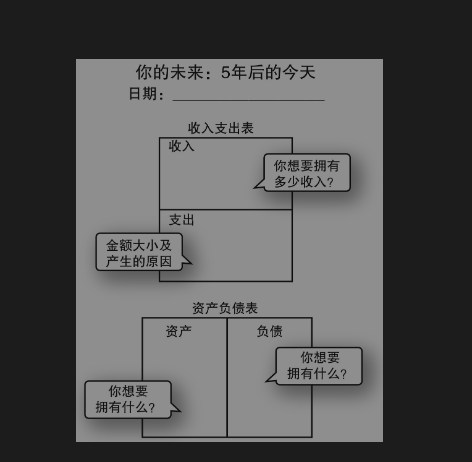 你的未来：5年后的今天
日期：____________________
收入支出表
收入
你想要拥有
多少收入？
支出
金额大小及
产生的原因
资产负债表
资产
负债
你想要
拥有什么？
你想要
拥有什么？